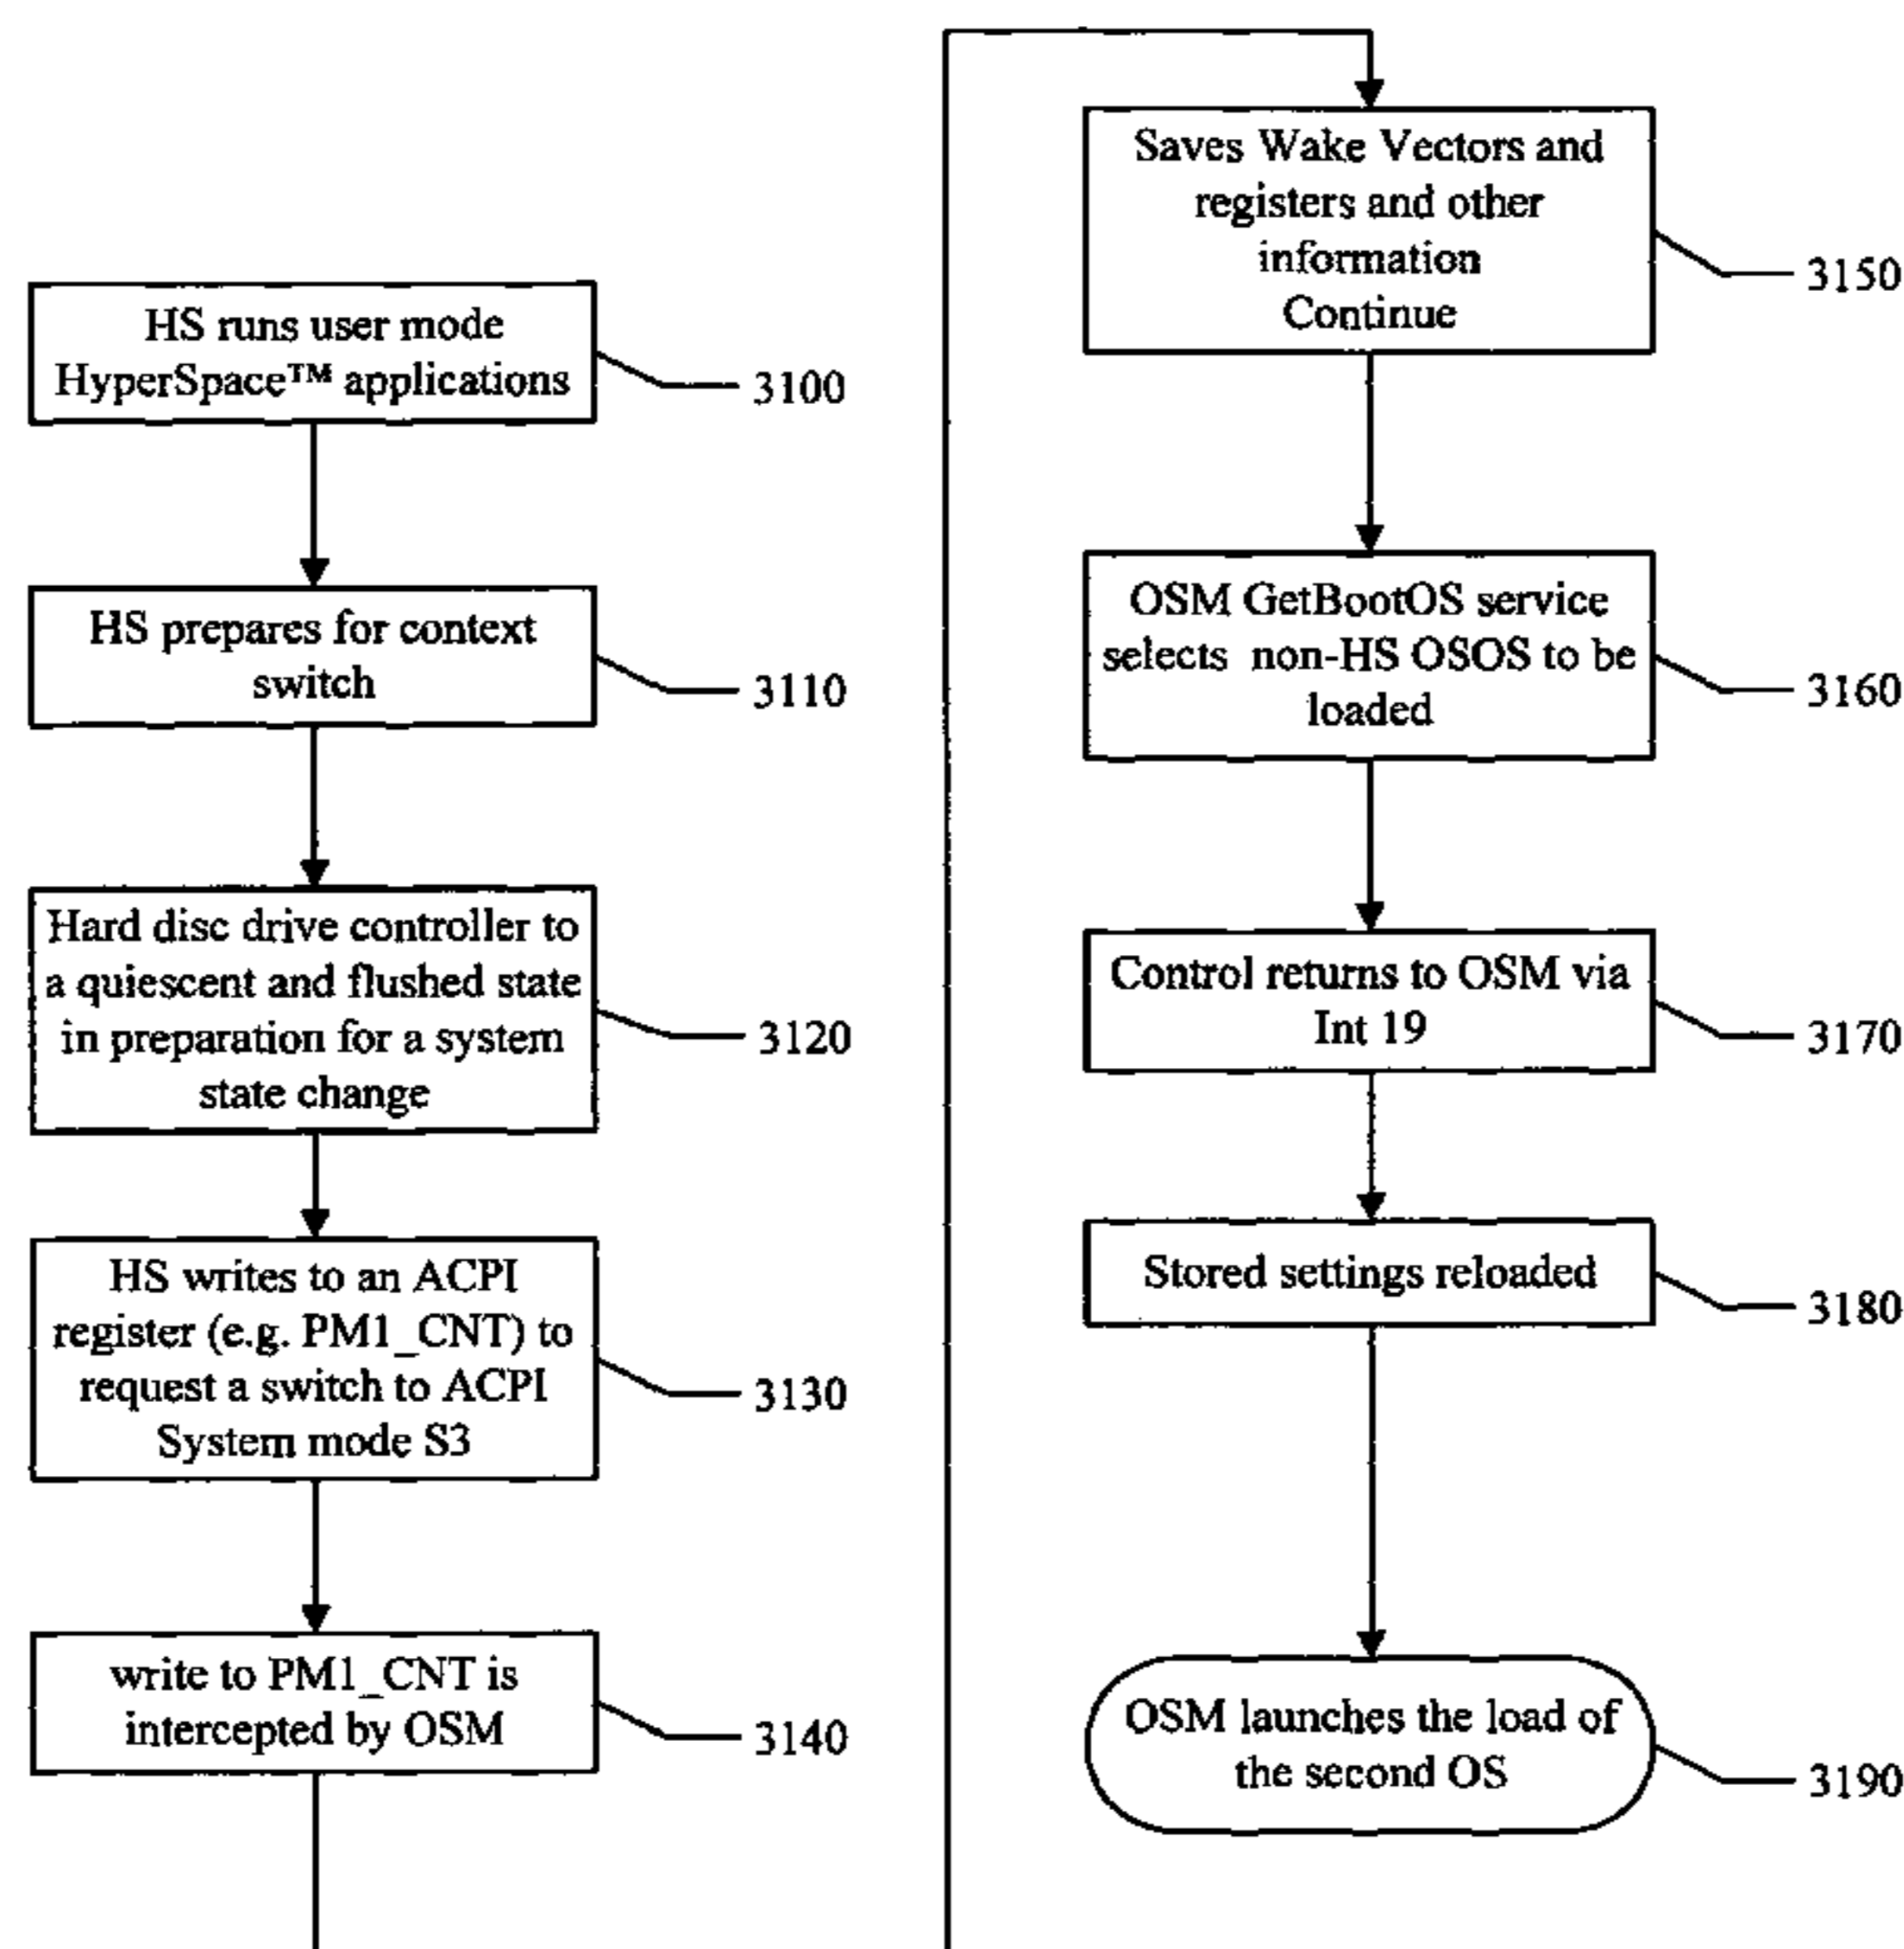 HS runs user mode
HyperSpace™ applications
3100
HS prepares for context
switch
3110
Hard disc drive controller to
a quiescent and flushed state
in preparation for a system
state change
3120
HS writes to an ACPI
register (e.g. PM1_CNT) to
request a switch to ACPI
System mode S3
3130
write to PM1_CNT is
intercepted by OSM
3140
Saves Wake Vectors and
registers and other
information
Continue
3150
OSM GetBootOS service
selects non-HS OSOS to be
loaded
3160
Control returns to OSM via
Int 19
3170
Stored settings reloaded
3180
OSM launches the load of
the second OS
3190